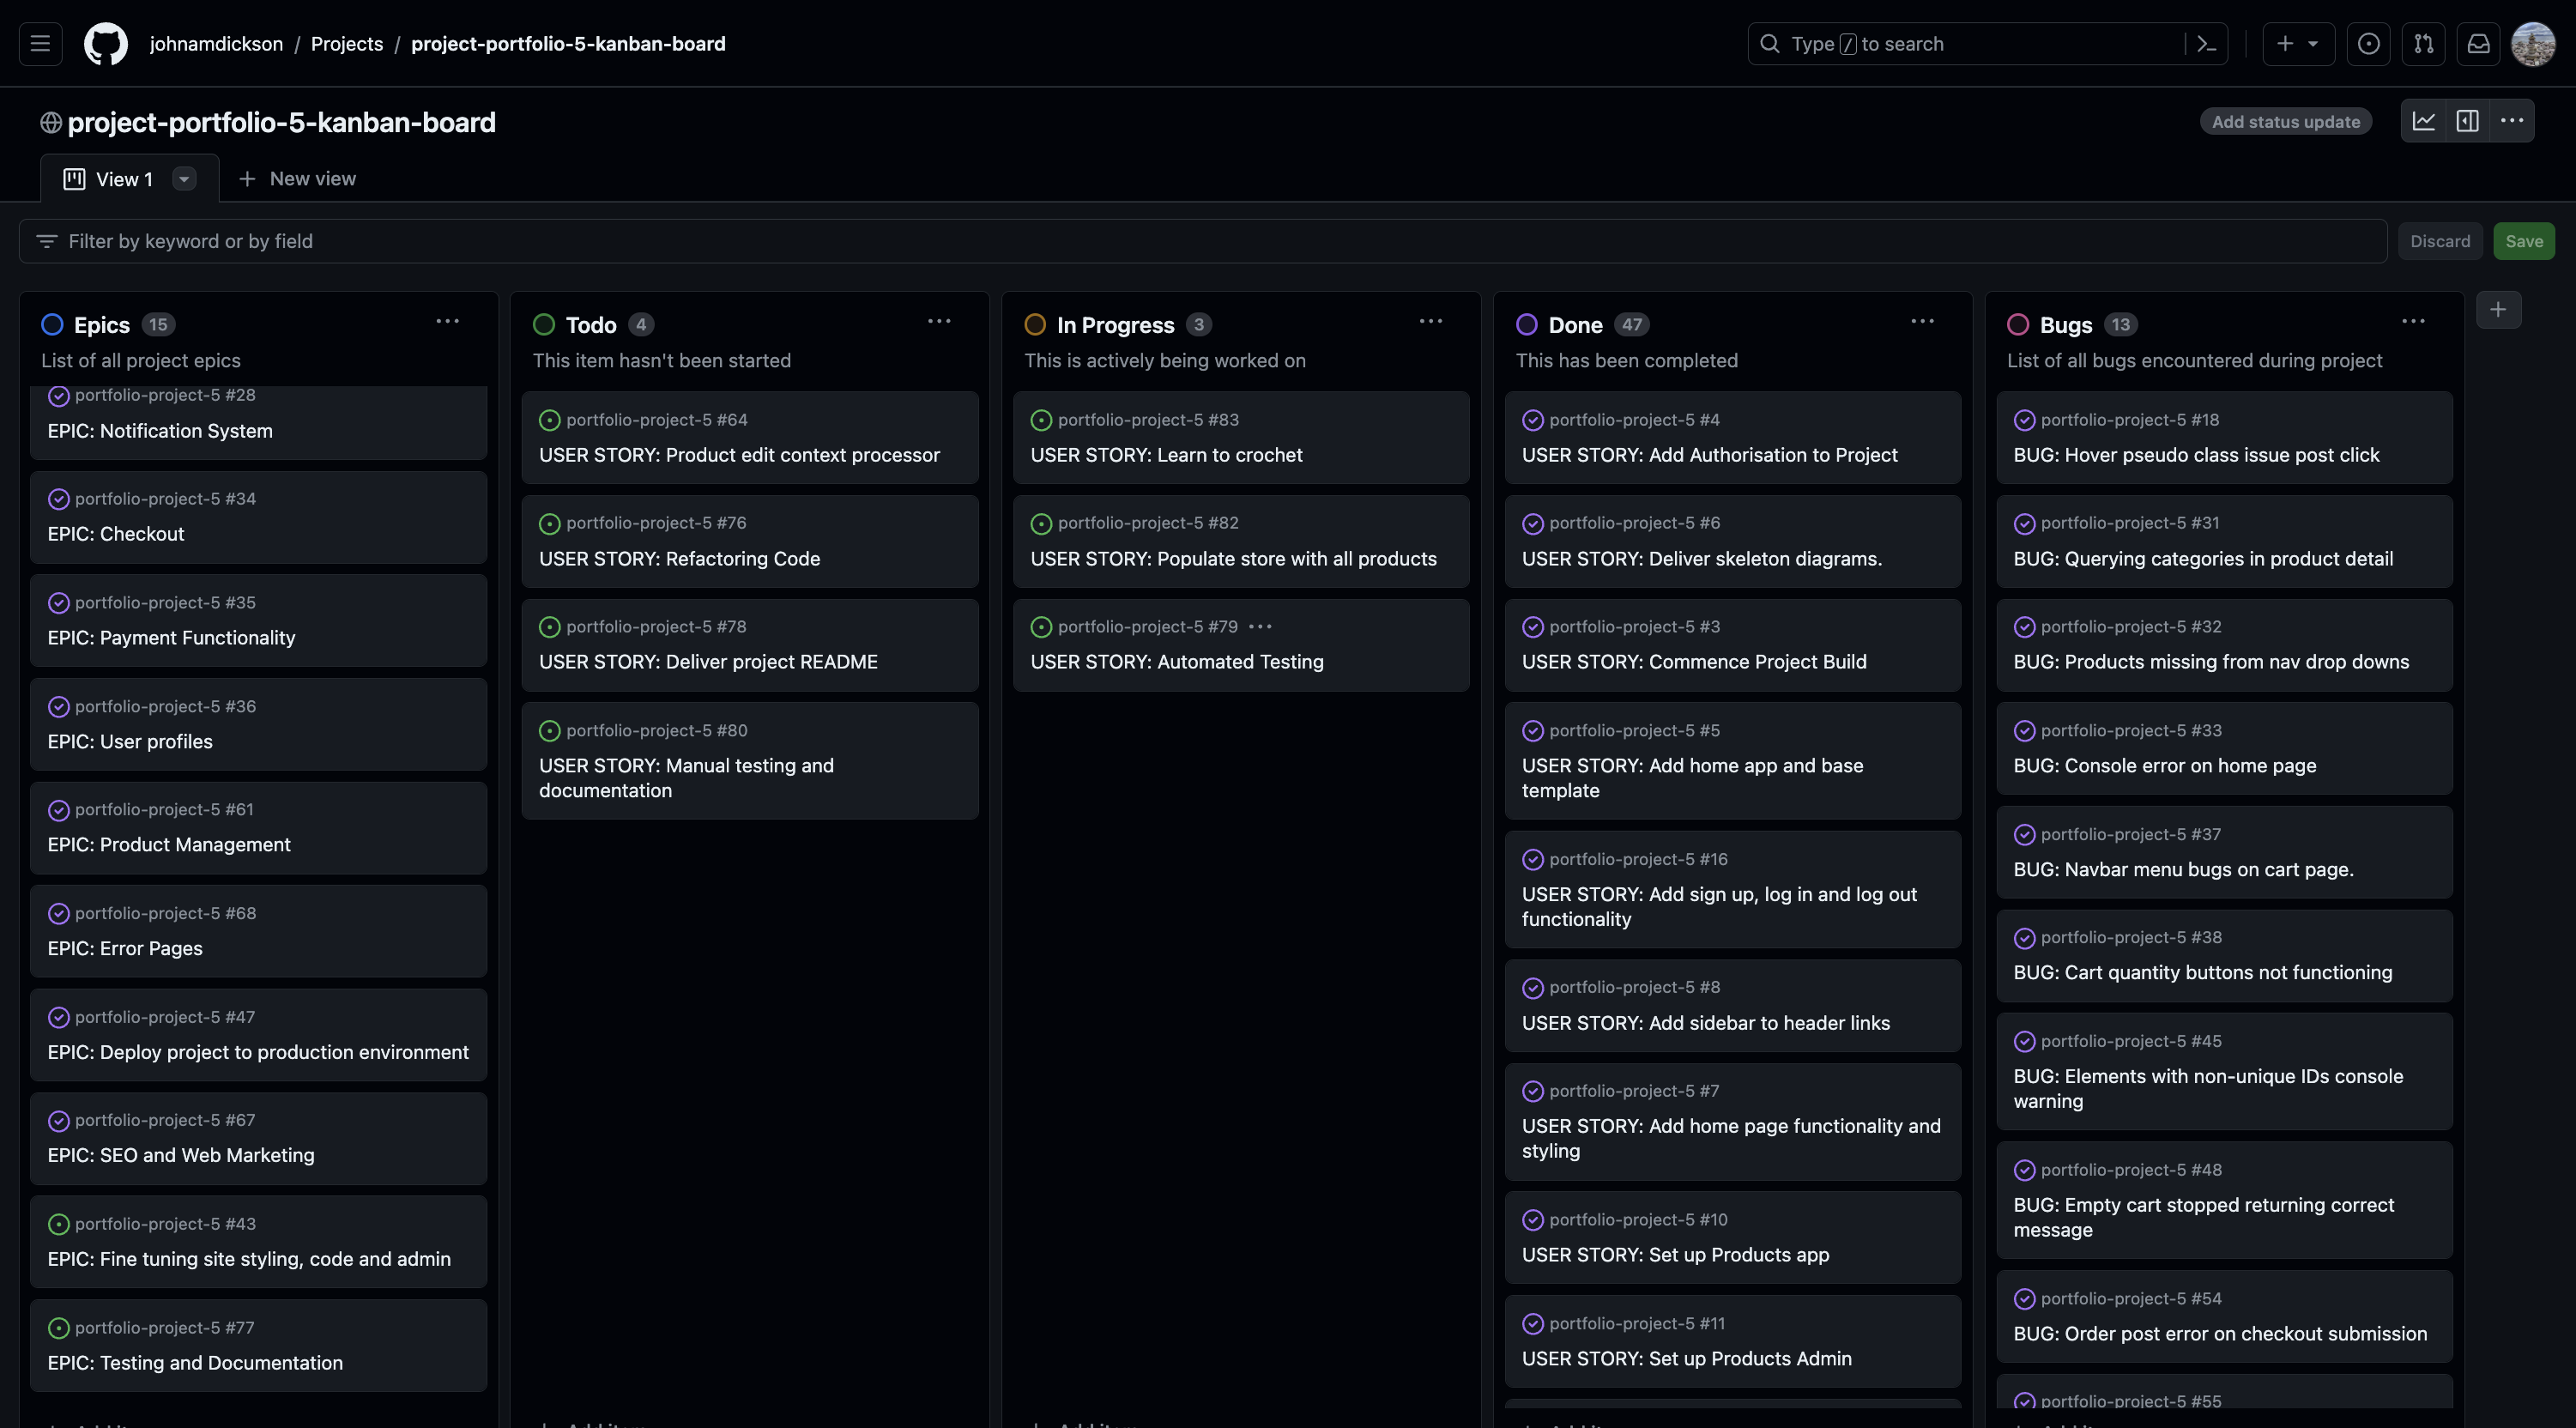 johnamdickson / Projects / project-portfolio-5-kanban-board
Type / to search
project-portfolio-5-kanban-board
Add status update
View 1
New view
Filter by keyword or by field
Discard
Save
Epics 15
List of all project epics
portfolio-project-5 #28
EPIC: Notification System
portfolio-project-5 #34
EPIC: Checkout
portfolio-project-5 #35
EPIC: Payment Functionality
portfolio-project-5 #36
EPIC: User profiles
portfolio-project-5 #61
EPIC: Product Management
portfolio-project-5 #68
EPIC: Error Pages
portfolio-project-5 #47
EPIC: Deploy project to production environment
portfolio-project-5 #67
EPIC: SEO and Web Marketing
portfolio-project-5 #43
EPIC: Fine tuning site styling, code and admin
portfolio-project-5 #77
EPIC: Testing and Documentation
Todo 4
This item hasn't been started
portfolio-project-5 #64
USER STORY: Product edit context processor
portfolio-project-5 #76
USER STORY: Refactoring Code
portfolio-project-5 #78
USER STORY: Deliver project README
portfolio-project-5 #80
USER STORY: Manual testing and
documentation
In Progress 3
This is actively being worked on
portfolio-project-5 #83
USER STORY: Learn to crochet
portfolio-project-5 #82
USER STORY: Populate store with all products
portfolio-project-5 #79
USER STORY: Automated Testing
Done 47
This has been completed
portfolio-project-5 #4
USER STORY: Add Authorisation to Project
portfolio-project-5 #6
USER STORY: Deliver skeleton diagrams.
portfolio-project-5 #3
USER STORY: Commence Project Build
portfolio-project-5 #5
USER STORY: Add home app and base
template
portfolio-project-5 #16
USER STORY: Add sign up, log in and log out
functionality
portfolio-project-5 #8
USER STORY: Add sidebar to header links
portfolio-project-5 #7
USER STORY: Add home page functionality and
styling
portfolio-project-5 #10
USER STORY: Set up Products app
portfolio-project-5 #11
USER STORY: Set up Products Admin
Bugs 13
List of all bugs encountered during project
portfolio-project-5 #18
BUG: Hover pseudo class issue post click
portfolio-project-5 #31
BUG: Querying categories in product detail
portfolio-project-5 #32
BUG: Products missing from nav drop downs
portfolio-project-5 #33
BUG: Console error on home page
portfolio-project-5 #37
BUG: Navbar menu bugs on cart page.
portfolio-project-5 #38
BUG: Cart quantity buttons not functioning
portfolio-project-5 #45
BUG: Elements with non-unique IDs console
warning
portfolio-project-5 #48
BUG: Empty cart stopped returning correct
message
portfolio-project-5 #54
BUG: Order post error on checkout submission
portfolio-project-5 #55